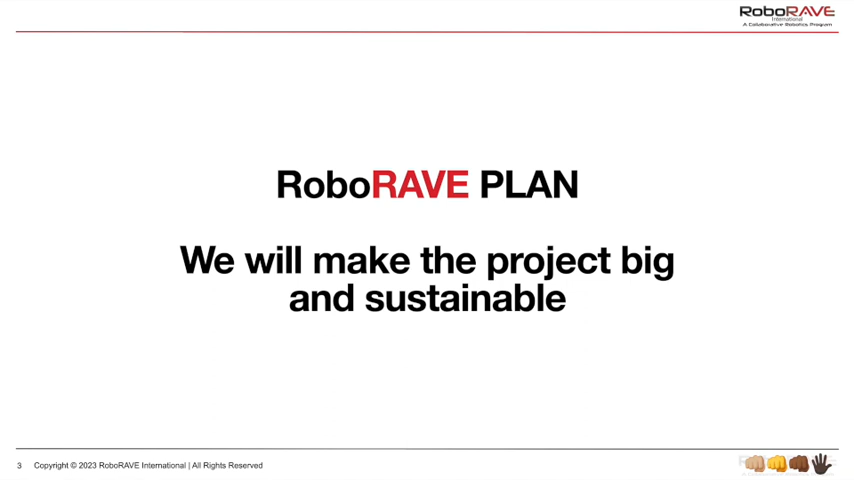 RoboRAVE
International
A Collaborative Robotics Program
RoboRAVE PLAN
We will make the project big
and sustainable
3 Copyright © 2023 RoboRAVE International | All Rights Reserved